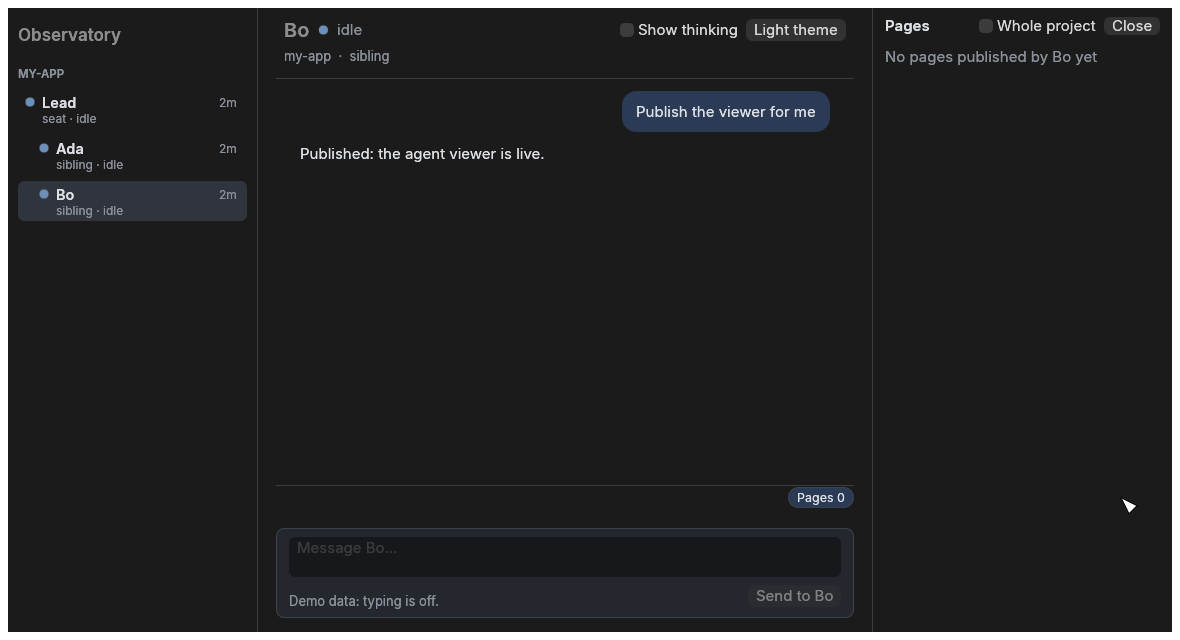 Observatory
MY-APP
Lead 2m
seat · idle
Ada 2m
sibling · idle
Bo 2m
sibling · idle
Bo idle
my-app · sibling
Show thinking
Light theme
Publish the viewer for me
Published: the agent viewer is live.
Pages 0
Message Bo...
Demo data: typing is off.
Send to Bo
Pages
Whole project
Close
No pages published by Bo yet